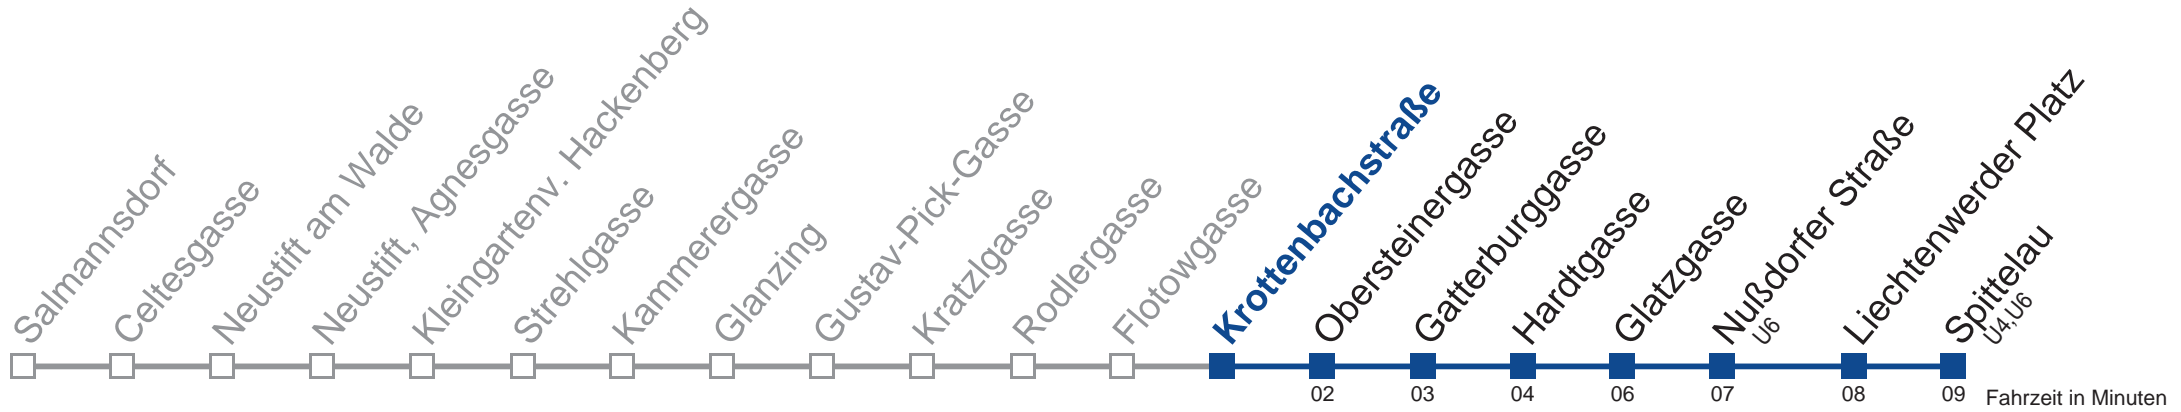 Salmannsdorf
Celtesgasse
Neustift am Walde
Neustift, Agnesgasse
Kleingartenv. Hackenberg
Strehlgasse
Kammerergasse
Glanzing
Gustav-Pick-Gasse
Kratzlgasse
Rodlergasse
Flotowgasse
Krottenbachstraße
Obersteinergasse
Gatterburggasse
Hardtgasse
Glatzgasse
Nußdorfer Straße
U6
Liechtenwerder Platz
Spittelau
U4,U6
02 03 04 06 07 08 09 Fahrzeit in Minuten